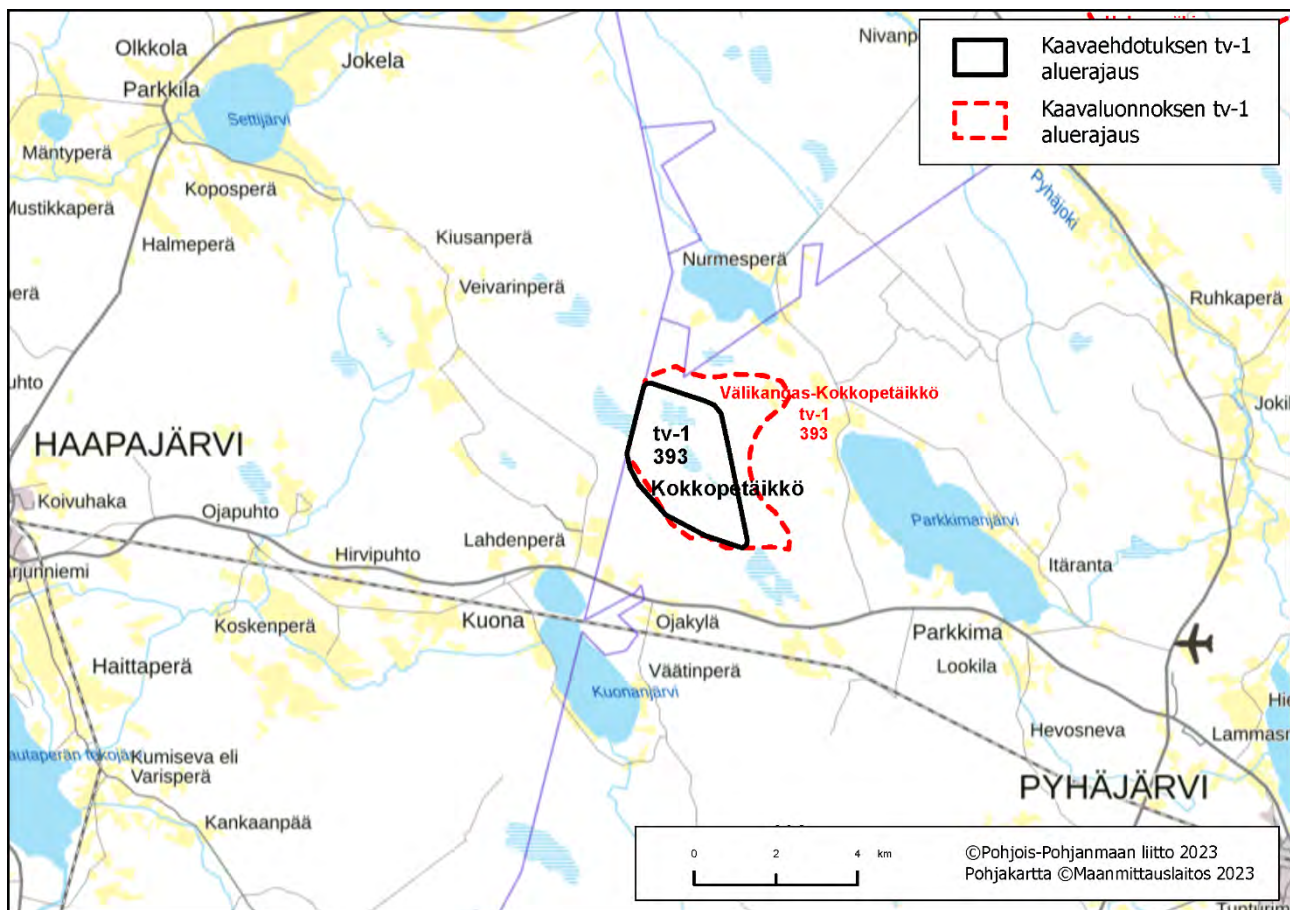 Olkkola
Jokela
Parkkila
Settijärvi
Mäntyperä
Koposperä
Mustikkaperä
Halmeperä
Kiusanperä
Veivarinperä
Nurmesperä
Pyhäjoki
Ruhkaperä
Kaavaehdotuksen tv-1
aluerajaus
Kaavaluonnoksen tv-1
aluerajaus
Välikangas-Kokkopetäikkö
tv-1
393
tv-1
393
Kokkopetäikkö
HAAPAJÄRVI
Koivuhaka
Ojapuhto
Hirvipuhto
Lahdenperä
Parkkimanjärvi
Itäranta
Koskenperä
Kuona
Ojakylä
Parkkima
Lookila
Haittaperä
Väätinperä
Kuonanjärvi
Hevosneva
PYHÄJÄRVI
Kumiseva eli
Varisperä
Kankaanpää
0 2 4 km
©Pohjois-Pohjanmaan liitto 2023
Pohjakartta ©Maanmittauslaitos 2023